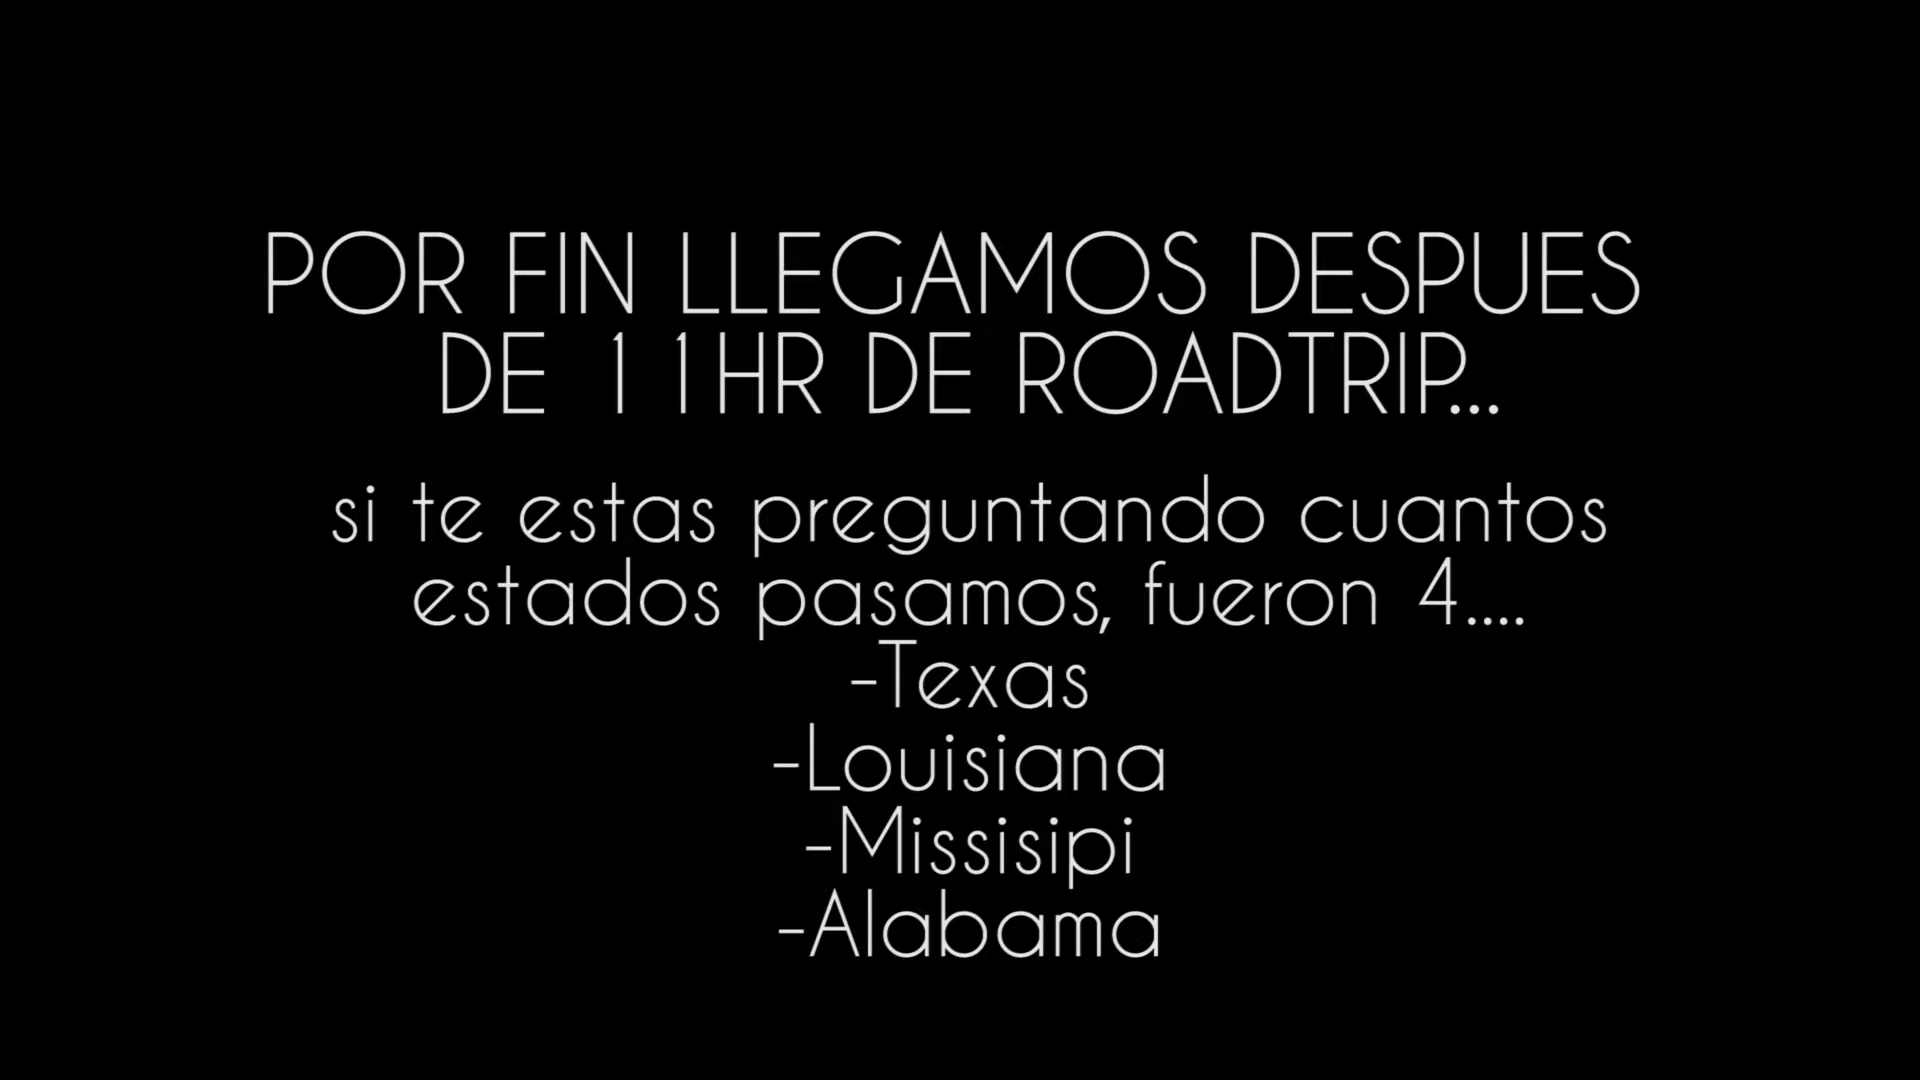 POR FIN LLEGAMOS DESPUES
DE 11HR DE ROADTRIP...
si te estas preguntando cuantos
estados pasamos, fueron 4....
-Texas
-Louisiana
-Missisipi
-Alabama